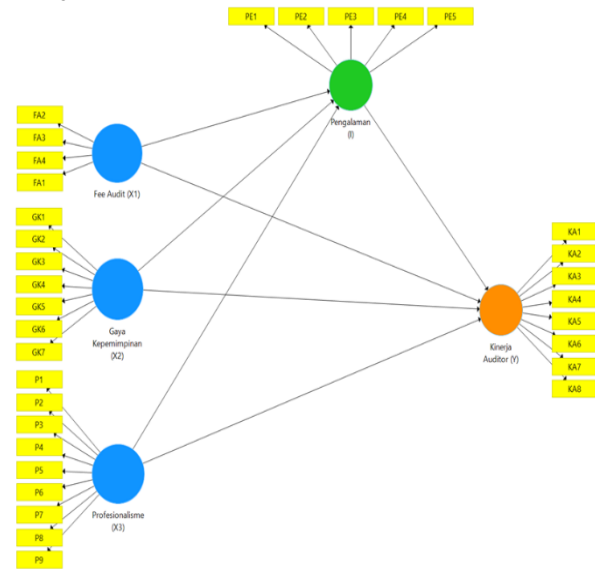 PE1
PE2
PE3
PE4
PE5
Pengalaman
(I)
FA2
FA3
FA4
FA1
Fee Audit (X1)
GK1
GK2
GK3
GK4
GK5
GK6
GK7
Gaya
Kepemimpinan
(X2)
KA1
KA2
KA3
KA4
KA5
KA6
KA7
KA8
Kinerja
Auditor (Y)
P1
P2
P3
P4
P5
P6
P7
P8
P9
Profesionalisme
(X3)